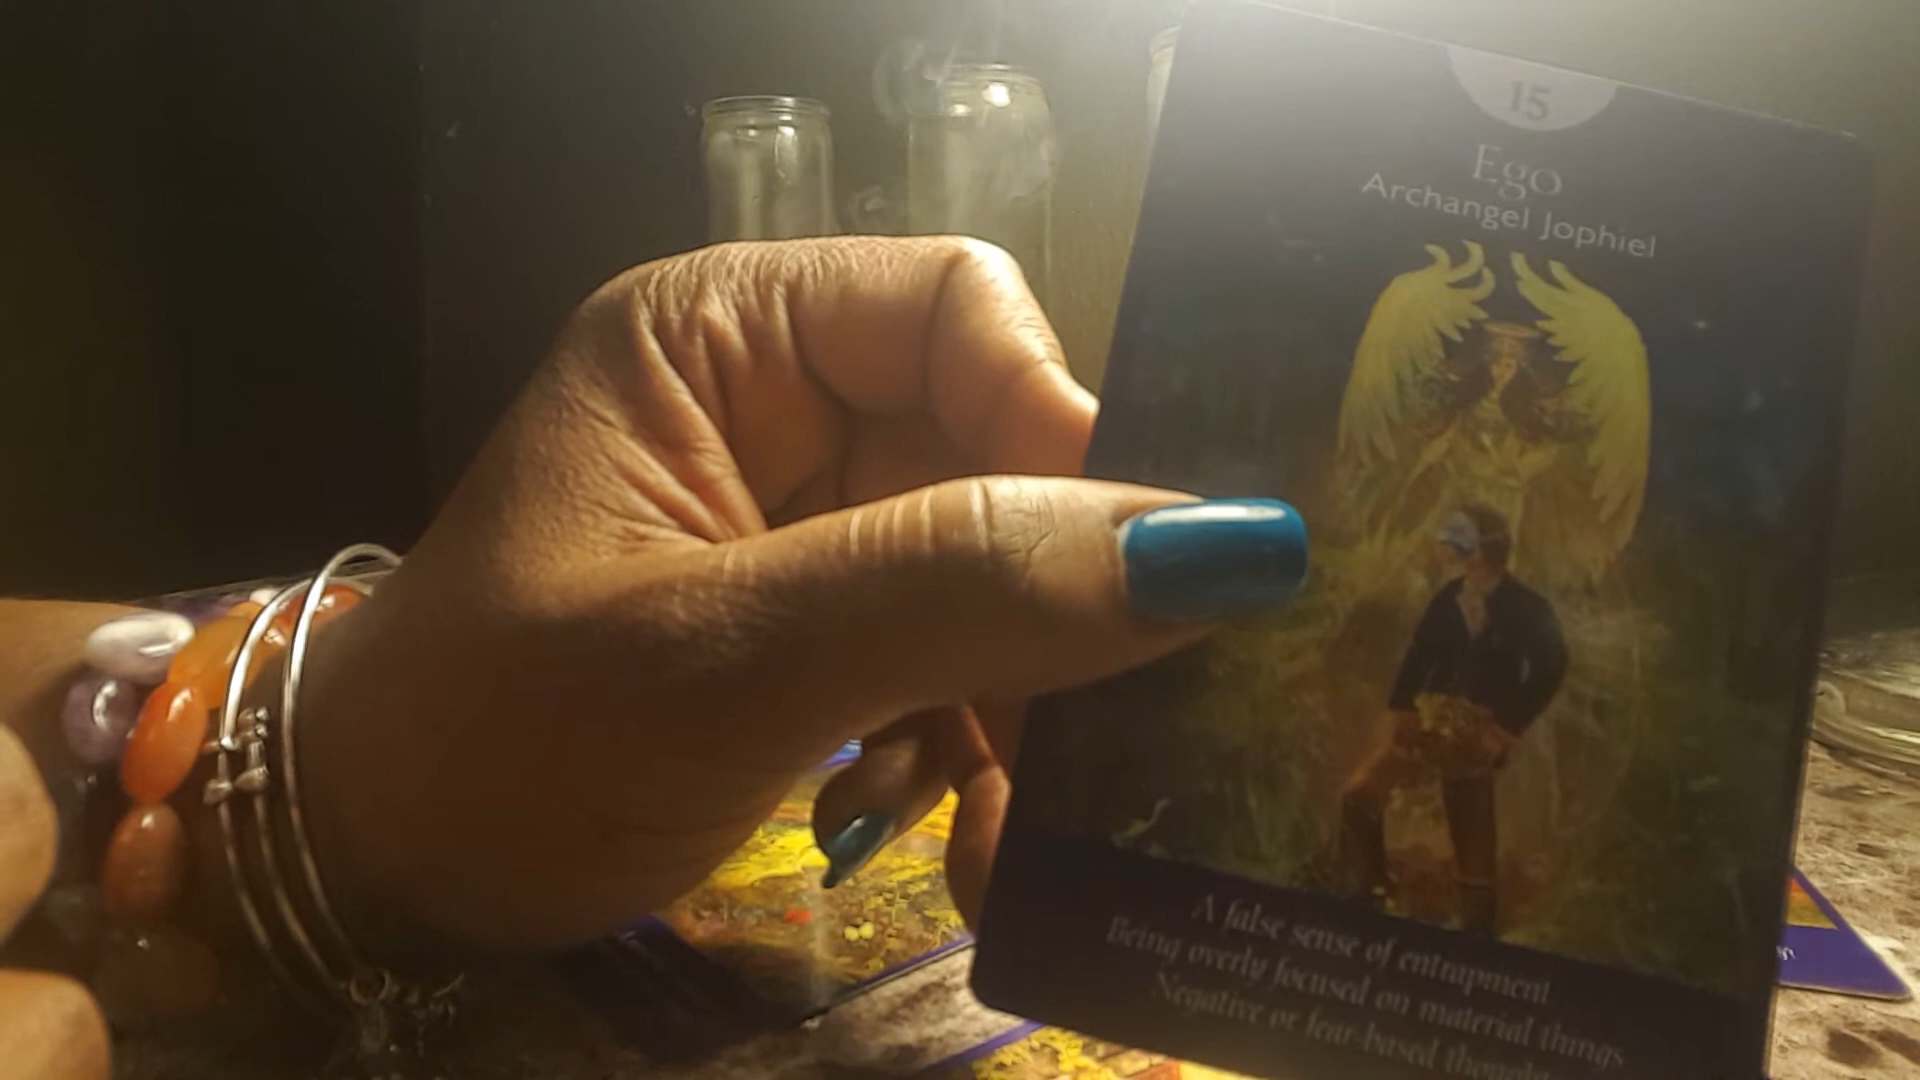 15
Ego
Archangel Jophiel
A false sense of entrapment
Being overly focused on material things
Negative or fear-based